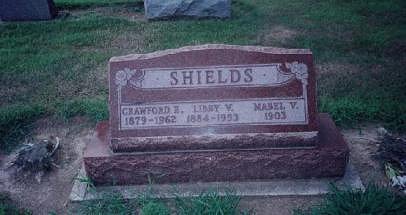 SHIELDS
CRAWFORD E. LIBBY V. MABEL V.
1879-1962 1884-1953 1903